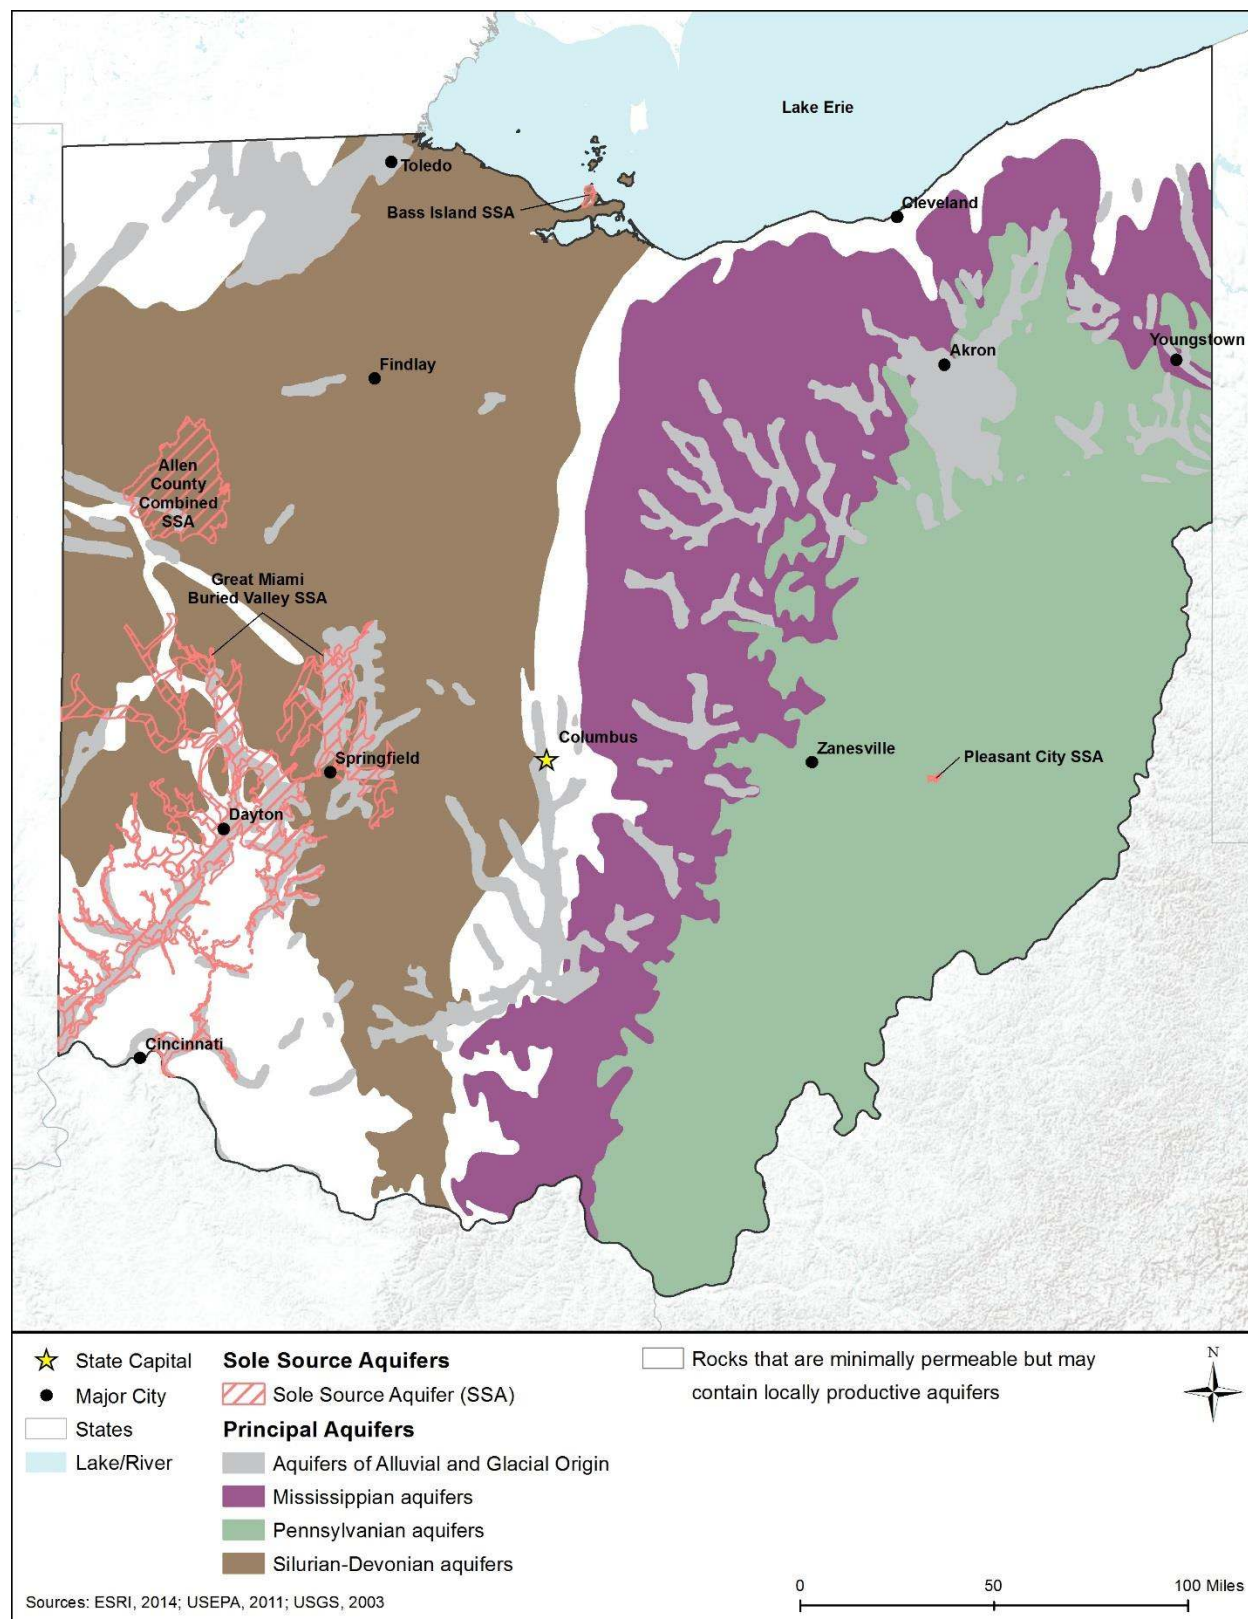 Lake Erie
Toledo
Bass Island SSA
Cleveland
Findlay
Akron
Youngstown
Allen
County
Combined
SSA
Great Miami
Buried Valley SSA
Columbus
Springfield
Zanesville
Pleasant City SSA
Dayton
Cincinnati
State Capital
Major City
States
Lake/River
Sole Source Aquifers
Sole Source Aquifer (SSA)
Principal Aquifers
Aquifers of Alluvial and Glacial Origin
Mississippian aquifers
Pennsylvanian aquifers
Silurian-Devonian aquifers
Rocks that are minimally permeable but may
contain locally productive aquifers
N
Sources: ESRI, 2014; USEPA, 2011; USGS, 2003
0 50 100 Miles